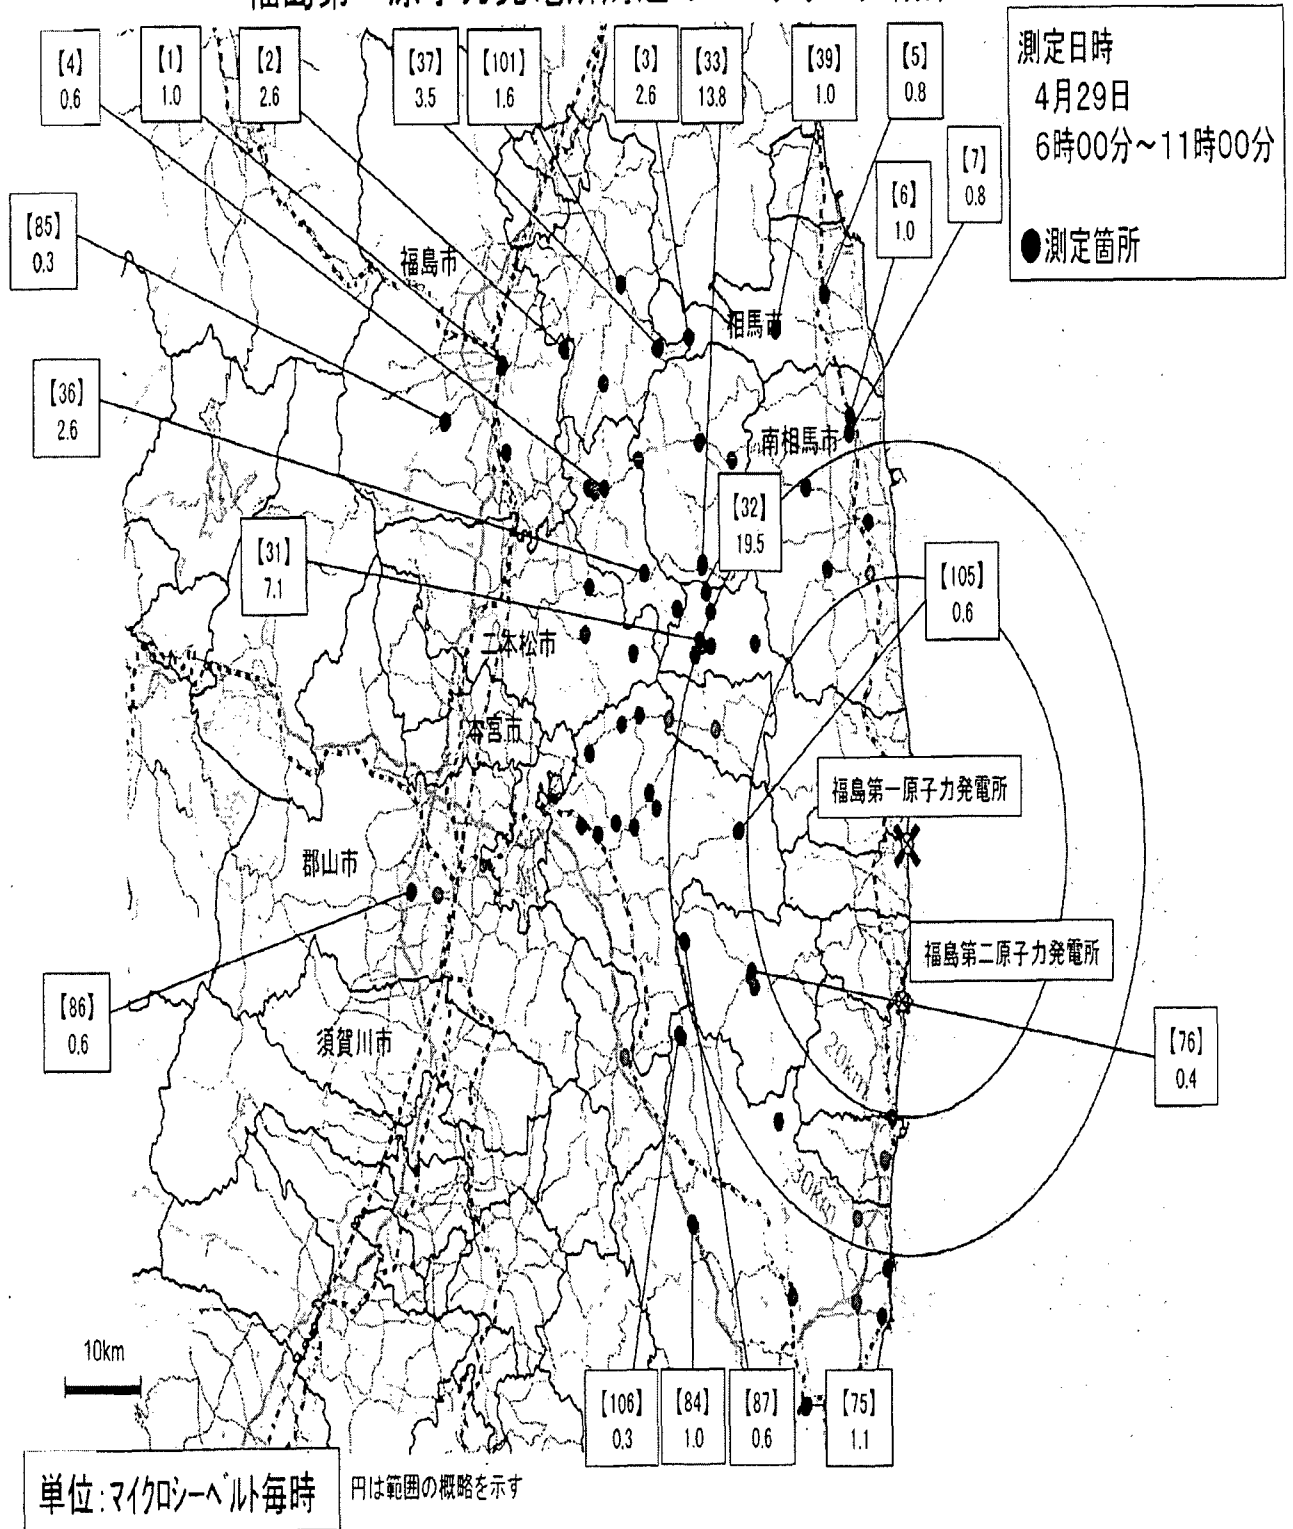 【4】
0.6
【1】
1.0
【2】
2.6
【37】
3.5
【101】
1.6
【3】
2.6
【33】
13.8
【39】
1.0
【5】
0.8
測定日時
4月29日
6時00分~11時00分
●測定箇所
【7】
0.8
【6】
1.0
【85】
0.3
福島市
相馬市
【36】
2.6
南相馬市
【32】
19.5
【31】
7.1
【105】
0.6
二本松市
本宮市
福島第一原子力発電所
郡山市
福島第二原子力発電所
【86】
0.6
須賀川市
20km
【76】
0.4
30km
10km
【106】
0.3
【84】
1.0
【87】
0.6
【75】
1.1
単位:マイクロシーベルト毎時
円は範囲の概略を示す